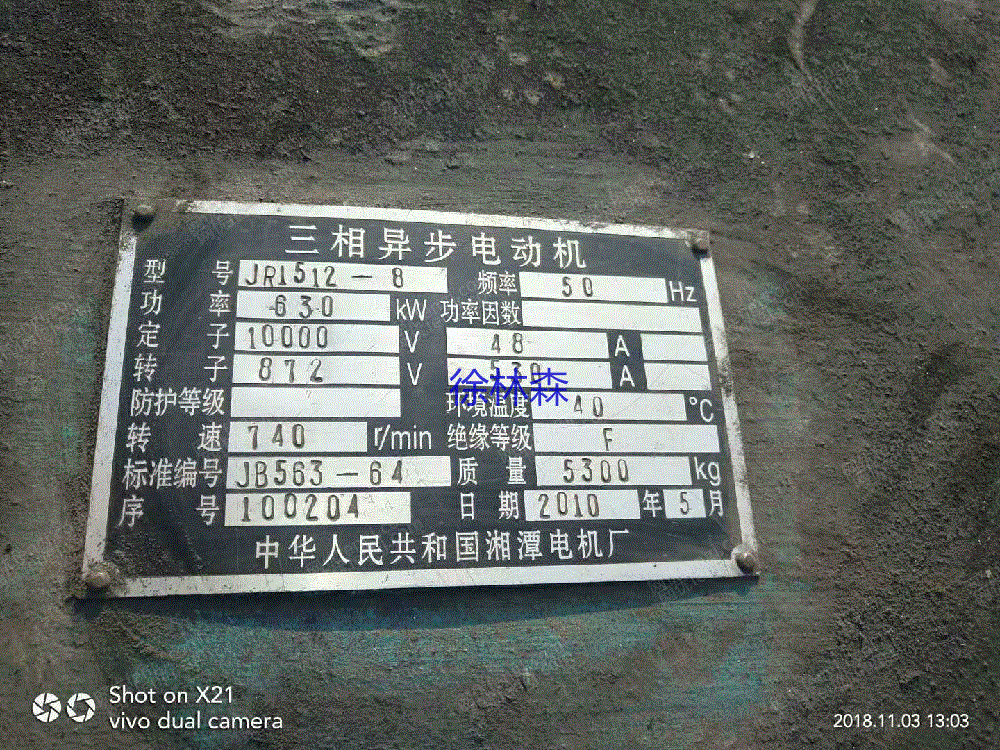 三相异步电动机
型 号 JR1512-8 频率 50 Hz
功 率 630 kW 功率因数
定 子 10000 V 48 A
转 子 872 V 530 A
徐林森
防护等级 环境温度 40 °C
转 速 740 r/min 绝缘等级 F
标准编号 JB563-64 质 量 5300 kg
序 号 100204 日 期 2010 年 5 月
中华人民共和国湘潭电机厂
Shot on X21
vivo dual camera
2018.11.03 13:03